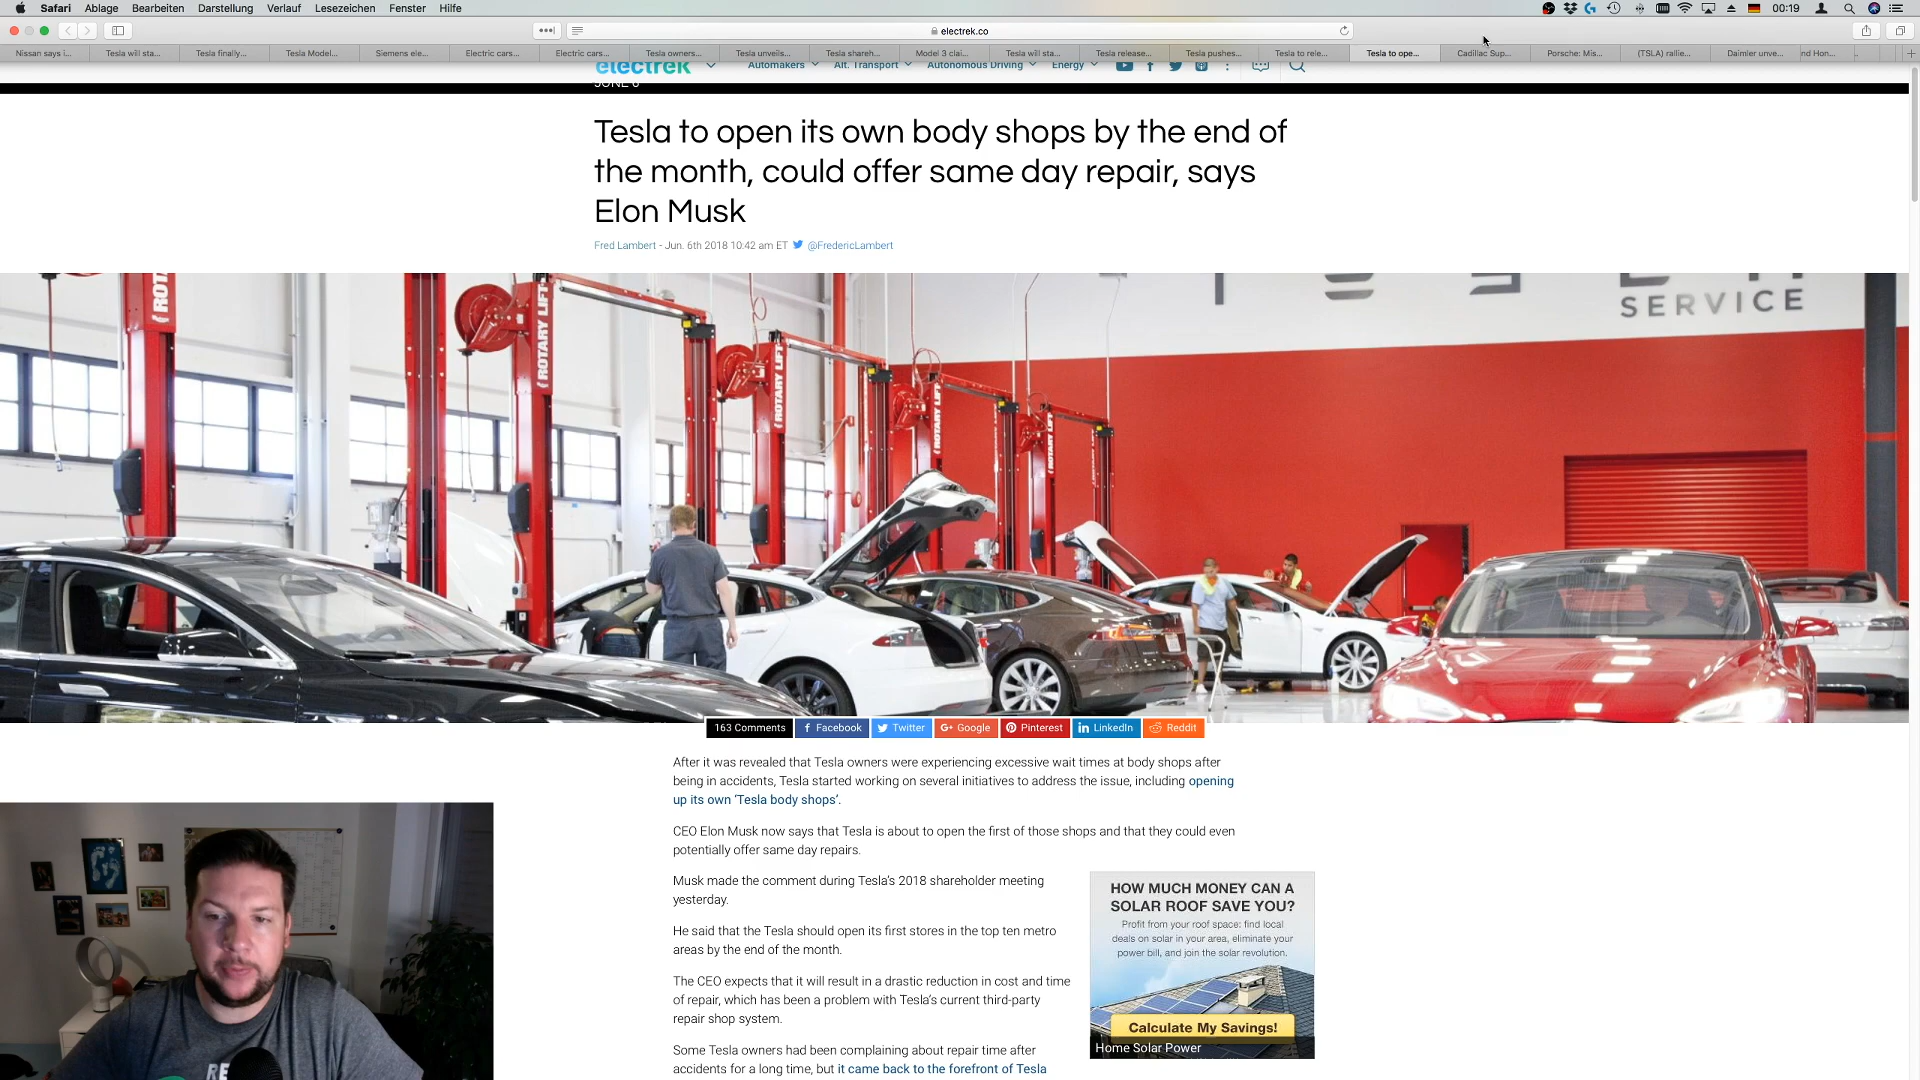 Safari Ablage Bearbeiten Darstellung Verlauf Lesezeichen Fenster Hilfe 00:19
electrek.co
Nissan says i... Tesla will sta... Tesla finally... Tesla Model... Siemens ele... Electric cars... Electric cars... Tesla owners... Tesla unveils... Tesla shareh... Model 3 clai... Tesla will sta... Tesla release... Tesla pushes... Tesla to rele... Tesla to ope... Cadillac Sup... Porsche: Mis... (TSLA) rallie... Daimler unve... nd Hon...
electrek Automakers Alt. Transport Autonomous Driving Energy
JUNE 6
Tesla to open its own body shops by the end of
the month, could offer same day repair, says
Elon Musk
Fred Lambert - Jun. 6th 2018 10:42 am ET @FredericLambert
SERVICE
ROTARY LIFT
ROTARY LIFT
ROTARY LIFT
ROTARY LIFT
163 Comments Facebook Twitter G+ Google Pinterest LinkedIn Reddit
After it was revealed that Tesla owners were experiencing excessive wait times at body shops after
being in accidents, Tesla started working on several initiatives to address the issue, including opening
up its own ‘Tesla body shops’.
CEO Elon Musk now says that Tesla is about to open the first of those shops and that they could even
potentially offer same day repairs.
Musk made the comment during Tesla’s 2018 shareholder meeting
yesterday.
He said that the Tesla should open its first stores in the top ten metro
areas by the end of the month.
The CEO expects that it will result in a drastic reduction in cost and time
of repair, which has been a problem with Tesla’s current third-party
repair shop system.
Some Tesla owners had been complaining about repair time after
accidents for a long time, but it came back to the forefront of Tesla
HOW MUCH MONEY CAN A
SOLAR ROOF SAVE YOU?
Profit from your roof space: find local
deals on solar in your area, eliminate your
power bill, and join the solar revolution.
Calculate My Savings!
Home Solar Power
RE